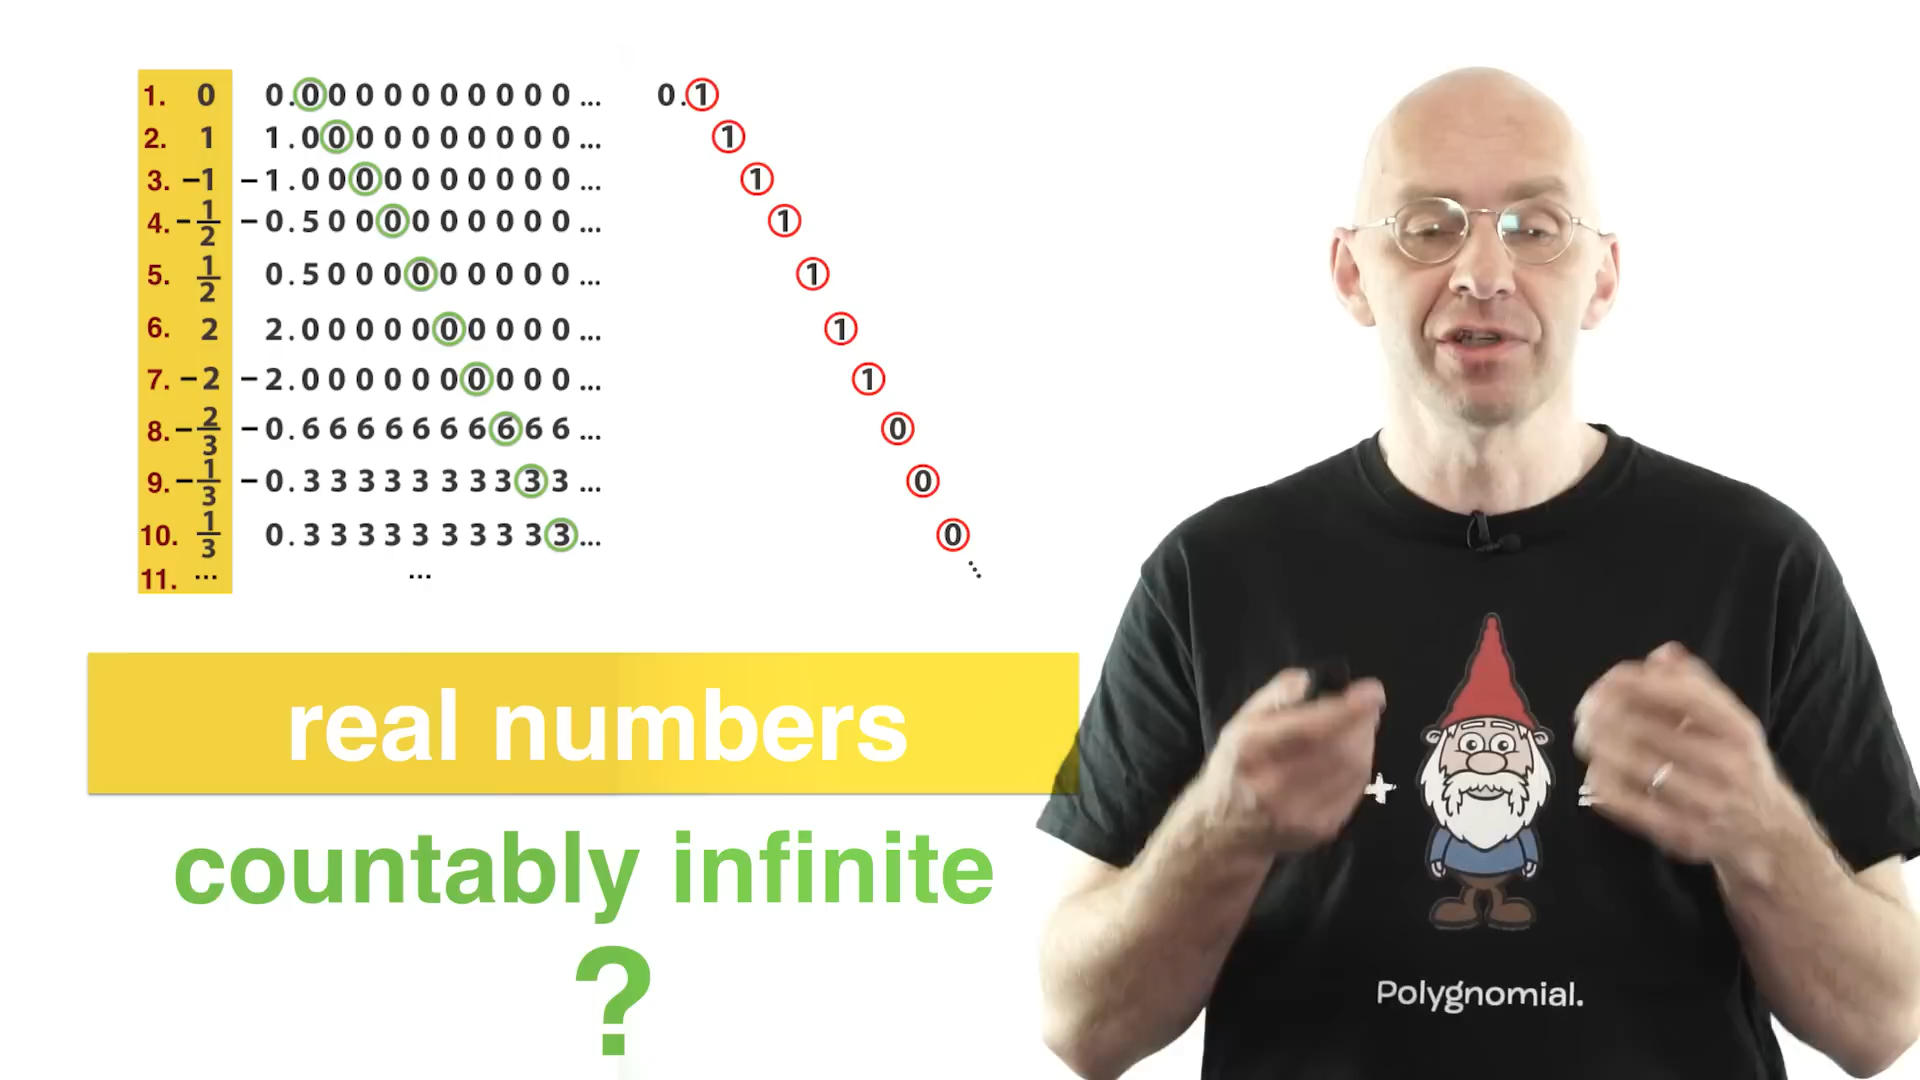 1. 0 0.0000000000... 0.1
2. 1 1.0000000000... 1
3. −1 −1.0000000000... 1
4. −1/2 −0.5000000000... 1
5. 1/2 0.5000000000... 1
6. 2 2.0000000000... 1
7. −2 −2.0000000000... 1
8. −2/3 −0.6666666666... 0
9. −1/3 −0.3333333333... 0
10. 1/3 0.3333333333... 0
11. ... ... ...
real numbers
countably infinite
?
+ =
Polygnomial.